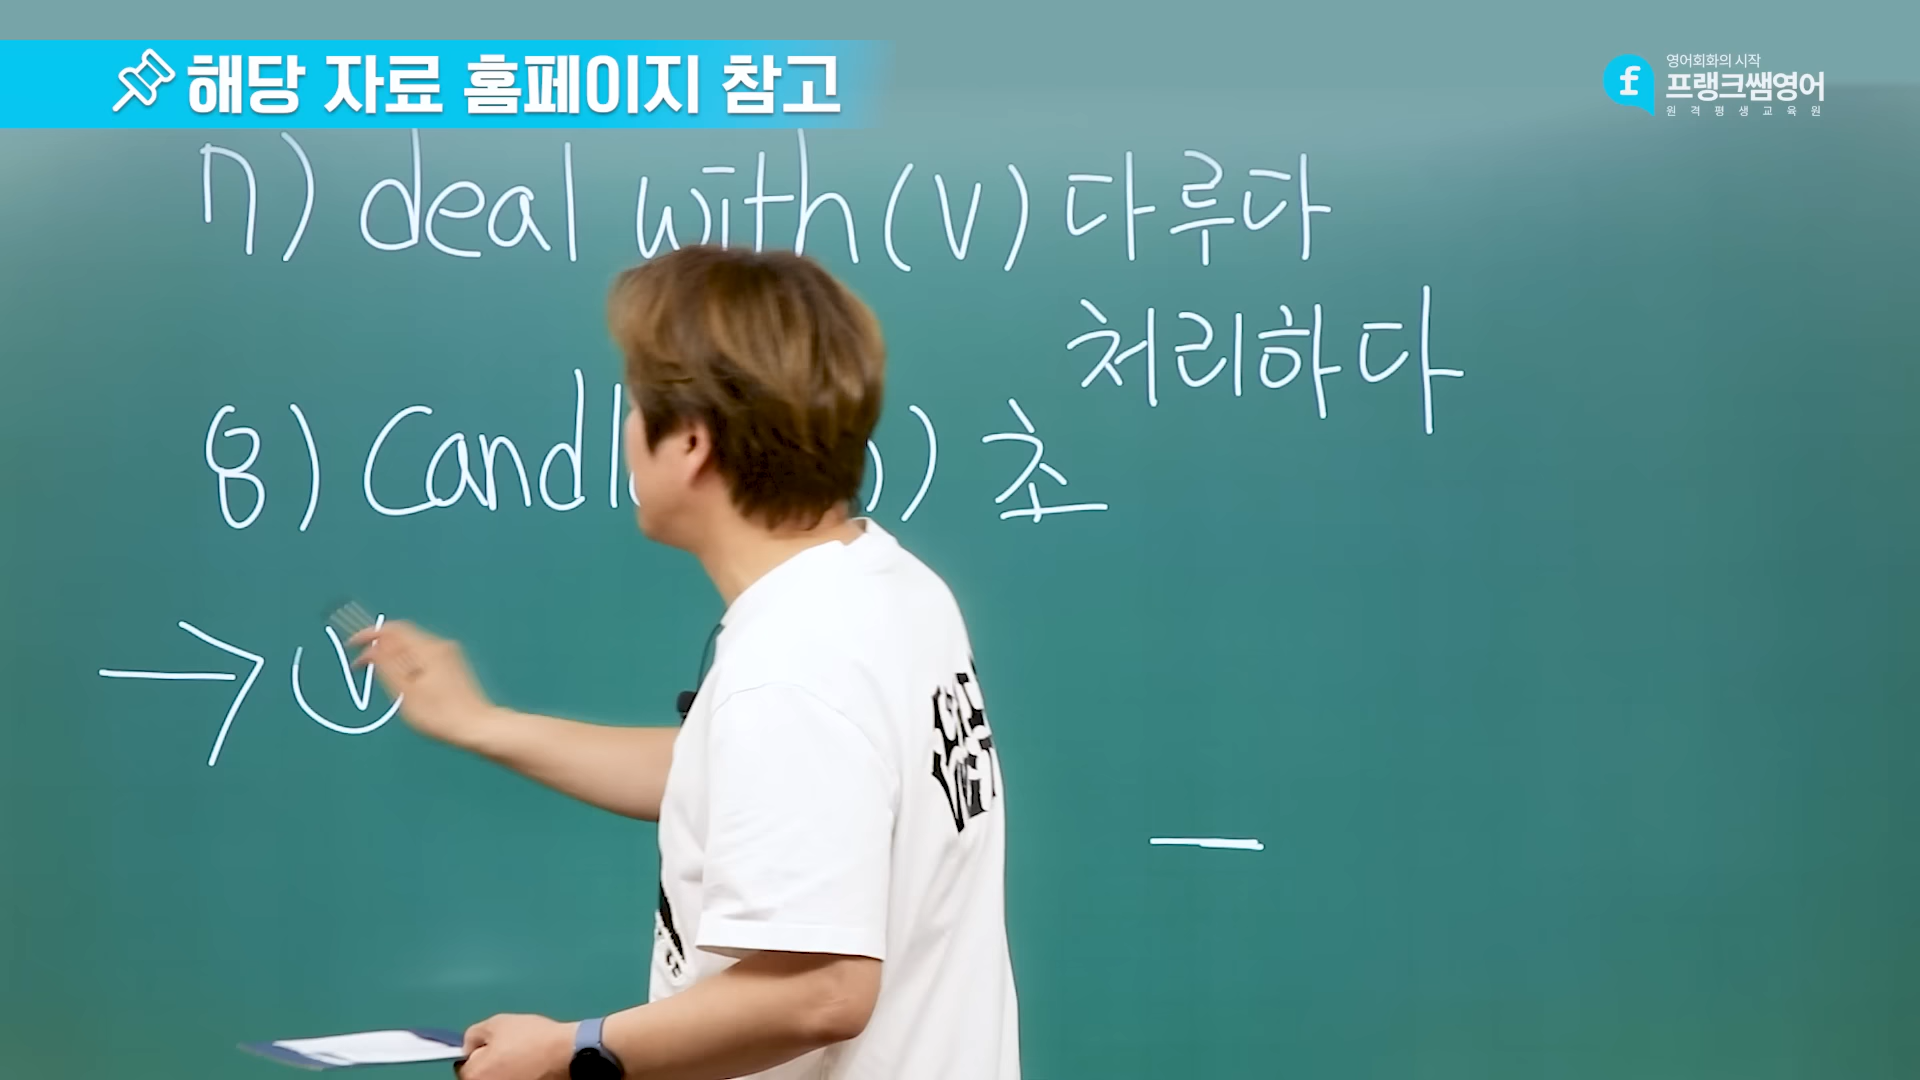 해당 자료 홈페이지 참고
영어회화의 시작
프랭크쌤영어
원격평생교육원
7) deal with (v) 다루다
처리하다
8) 초
→ v